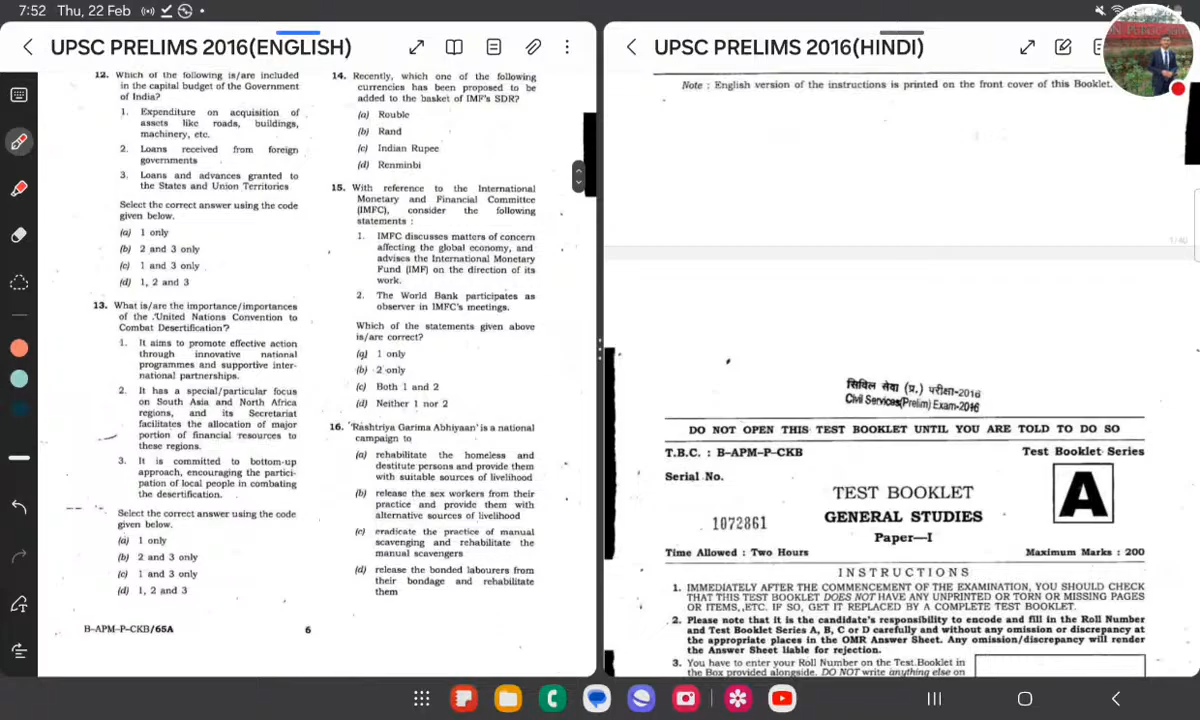 7:52 Thu, 22 Feb
UPSC PRELIMS 2016(ENGLISH)
12. Which of the following is/are included
in the capital budget of the Government
of India?
1. Expenditure on acquisition of
assets like roads, buildings,
machinery, etc.
2. Loans received from foreign
governments
3. Loans and advances granted to
the States and Union Territories
Select the correct answer using the code
given below.
(a) 1 only
(b) 2 and 3 only
(c) 1 and 3 only
(d) 1, 2 and 3
13. What is/are the importance/importances
of the 'United Nations Convention to
Combat Desertification'?
1. It aims to promote effective action
through innovative national
programmes and supportive inter-
national partnerships.
2. It has a special/particular focus
on South Asia and North Africa
regions, and its Secretariat
facilitates the allocation of major
portion of financial resources to
these regions.
3. It is committed to bottom-up
approach, encouraging the partici-
pation of local people in combating
the desertification.
Select the correct answer using the code
given below.
(a) 1 only
(b) 2 and 3 only
(c) 1 and 3 only
(d) 1, 2 and 3
B-APM-P-CKB/65A
6
14. Recently, which one of the following
currencies has been proposed to be
added to the basket of IMF's SDR?
(a) Rouble
(b) Rand
(c) Indian Rupee
(d) Renminbi
15. With reference to the International
Monetary and Financial Committee
(IMFC), consider the following
statements :
1. IMFC discusses matters of concern
affecting the global economy, and
advises the International Monetary
Fund (IMF) on the direction of its
work.
2. The World Bank participates as
observer in IMFC's meetings.
Which of the statements given above
is/are correct?
(a) 1 only
(b) 2 only
(c) Both 1 and 2
(d) Neither 1 nor 2
16. 'Rashtriya Garima Abhiyaan' is a national
campaign to
(a) rehabilitate the homeless and
destitute persons and provide them
with suitable sources of livelihood
(b) release the sex workers from their
practice and provide them with
alternative sources of livelihood
(c) eradicate the practice of manual
scavenging and rehabilitate the
manual scavengers
(d) release the bonded labourers from
their bondage and rehabilitate
them
UPSC PRELIMS 2016(HINDI)
Note : English version of the instructions is printed on the front cover of this Booklet.
1/40
सिविल सेवा (प्र.) परीक्षा-2016
Civil Services(Prelim) Exam-2016
DO NOT OPEN THIS TEST BOOKLET UNTIL YOU ARE TOLD TO DO SO
T.B.C. : B-APM-P-CKB
Test Booklet Series
Serial No.
TEST BOOKLET
A
1072861
GENERAL STUDIES
Paper—I
Time Allowed : Two Hours
Maximum Marks : 200
INSTRUCTIONS
1. IMMEDIATELY AFTER THE COMMENCEMENT OF THE EXAMINATION, YOU SHOULD CHECK
THAT THIS TEST BOOKLET DOES NOT HAVE ANY UNPRINTED OR TORN OR MISSING PAGES
OR ITEMS, ETC. IF SO, GET IT REPLACED BY A COMPLETE TEST BOOKLET.
2. Please note that it is the candidate's responsibility to encode and fill in the Roll Number
and Test Booklet Series A, B, C or D carefully and without any omission or discrepancy at
the appropriate places in the OMR Answer Sheet. Any omission/discrepancy will render
the Answer Sheet liable for rejection.
3. You have to enter your Roll Number on the Test Booklet in
the Box provided alongside. DO NOT write anything else on